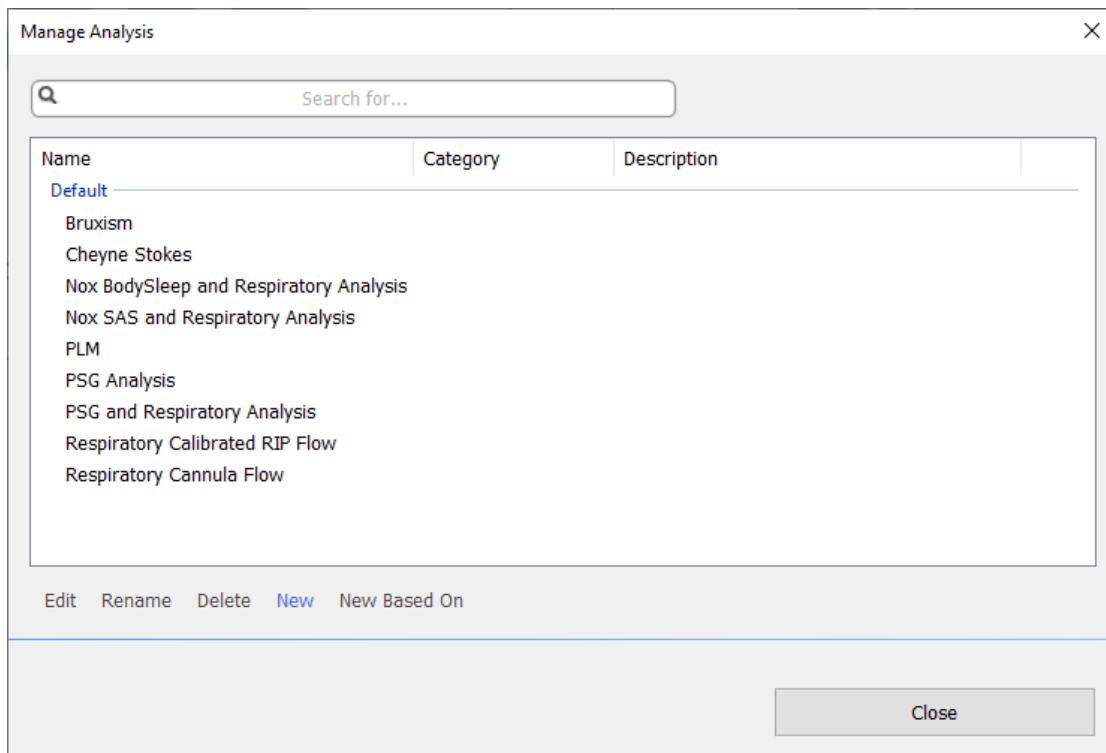 Manage Analysis
Search for...
Name Category Description
Default
Bruxism
Cheyne Stokes
Nox BodySleep and Respiratory Analysis
Nox SAS and Respiratory Analysis
PLM
PSG Analysis
PSG and Respiratory Analysis
Respiratory Calibrated RIP Flow
Respiratory Cannula Flow
Edit Rename Delete New New Based On
Close